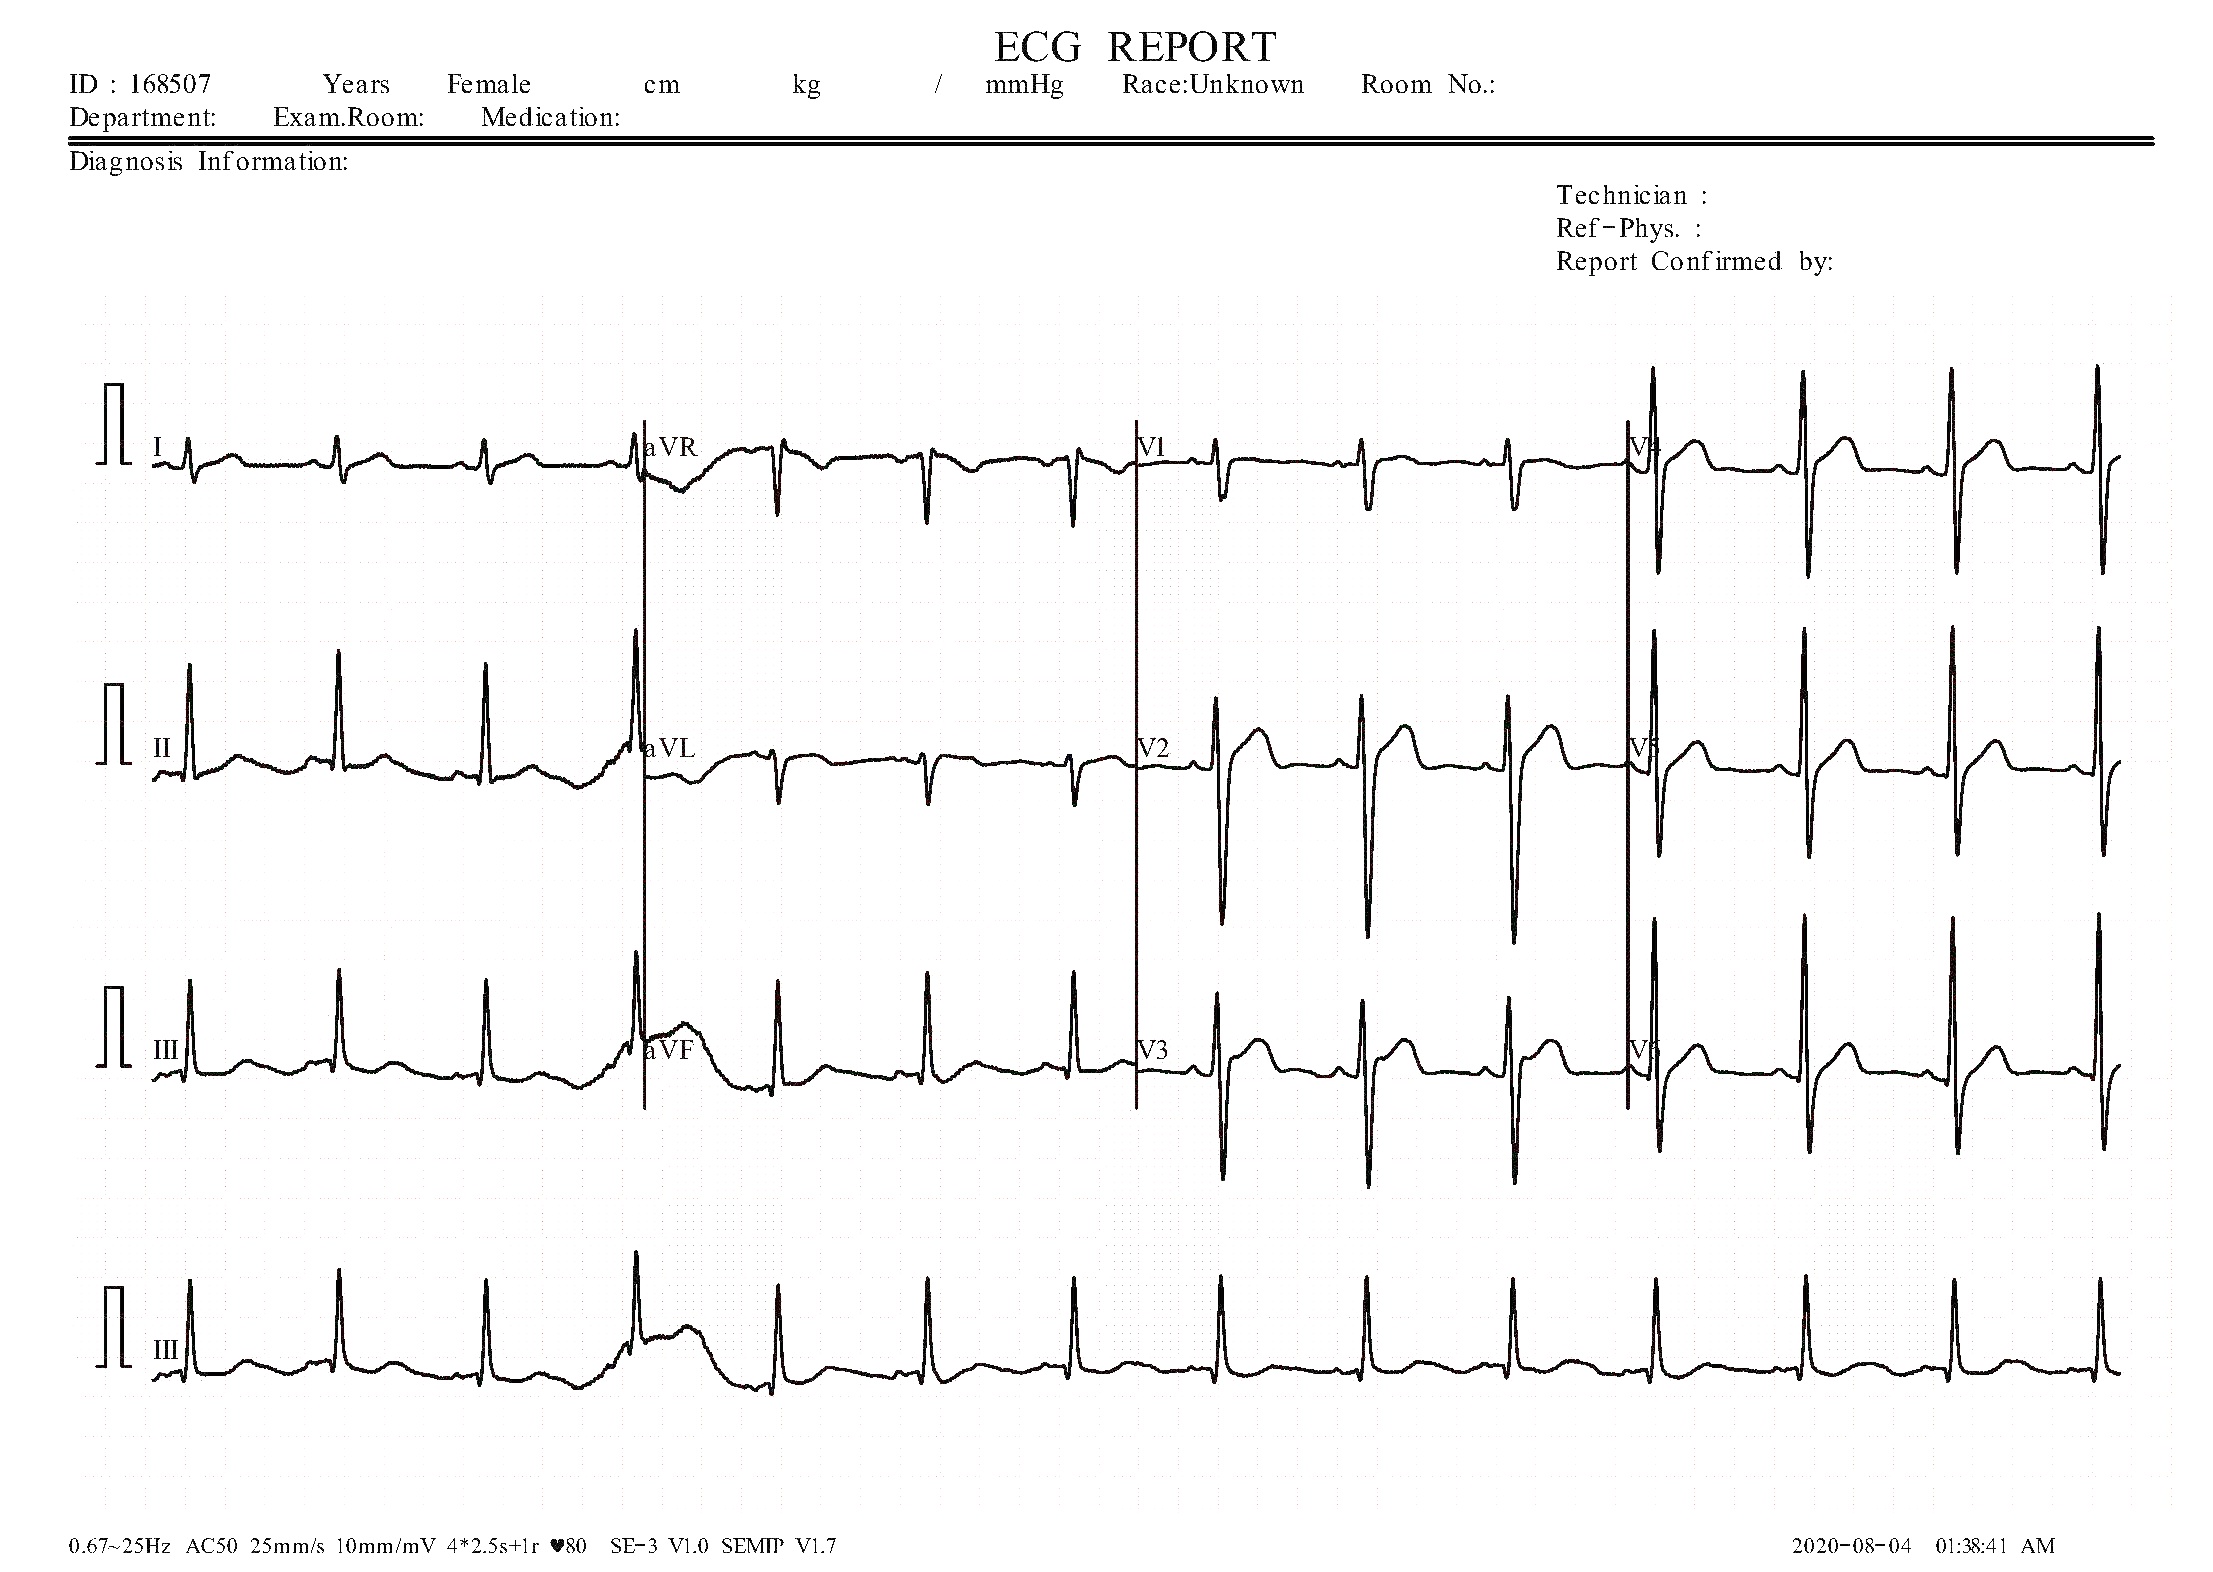 ECG REPORT
ID : 168507 Years Female cm kg / mmHg Race:Unknown Room No.:
Department: Exam.Room: Medication:
Diagnosis Information:
Technician :
Ref-Phys. :
Report Confirmed by:
I aVR V1 V4
II aVL V2 V5
III aVF V3 V6
III
0.67~25Hz AC50 25mm/s 10mm/mV 4*2.5s+1r ♥80 SE-3 V1.0 SEMIP V1.7 2020-08-04 01:38:41 AM